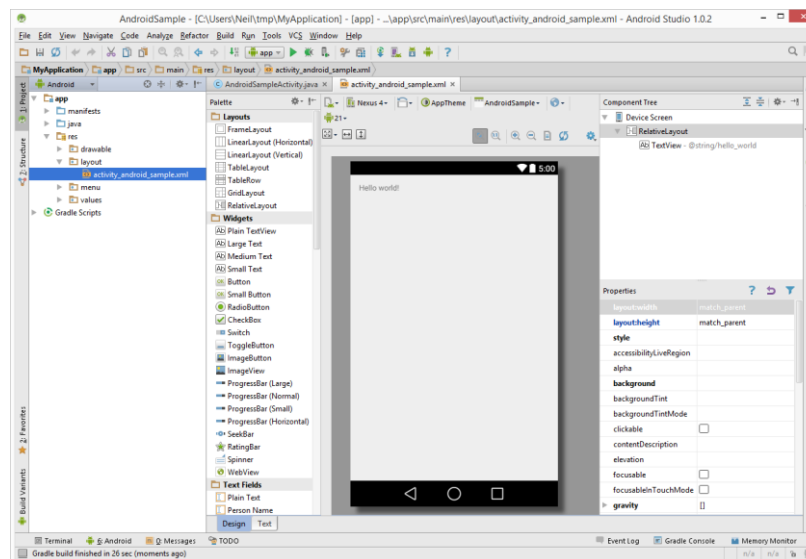 AndroidSample - [C:\Users\Neil\tmp\MyApplication] - [app] - ...\app\src\main\res\layout\activity_android_sample.xml - Android Studio 1.0.2
File Edit View Navigate Code Analyze Refactor Build Run Tools VCS Window Help
app
MyApplication app src main res layout activity_android_sample.xml
1: Project
Android
AndroidSampleActivity.java
activity_android_sample.xml
app
manifests
java
res
drawable
layout
activity_android_sample.xml
menu
values
Gradle Scripts
Z: Structure
2: Favorites
Build Variants
Palette
Layouts
FrameLayout
LinearLayout (Horizontal)
LinearLayout (Vertical)
TableLayout
TableRow
GridLayout
RelativeLayout
Widgets
Plain TextView
Large Text
Medium Text
Small Text
Button
Small Button
RadioButton
CheckBox
Switch
ToggleButton
ImageButton
ImageView
ProgressBar (Large)
ProgressBar (Normal)
ProgressBar (Small)
ProgressBar (Horizontal)
SeekBar
RatingBar
Spinner
WebView
Text Fields
Plain Text
Person Name
Design Text
Nexus 4 AppTheme AndroidSample
21
5:00
Hello world!
Component Tree
Device Screen
RelativeLayout
TextView - @string/hello_world
Properties
layout:width match_parent
layout:height match_parent
style
accessibilityLiveRegion
alpha
background
backgroundTint
backgroundTintMode
clickable
contentDescription
elevation
focusable
focusableInTouchMode
gravity []
Terminal 6: Android 0: Messages TODO
Event Log Gradle Console Memory Monitor
Gradle build finished in 26 sec (moments ago)
n/a n/a